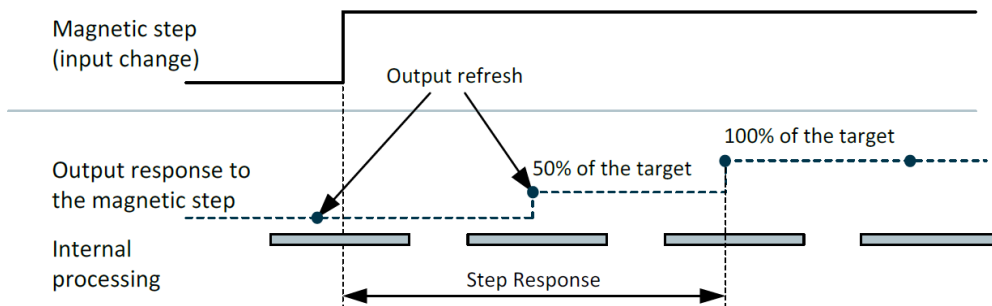 Magnetic step
(input change)
Output refresh
100% of the target
50% of the target
Output response to
the magnetic step
Internal
processing
Step Response